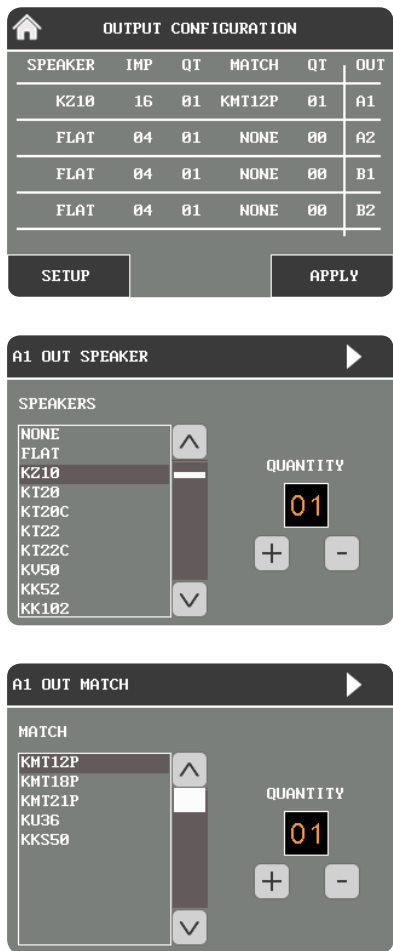 OUTPUT CONFIGURATION
SPEAKER IMP QT MATCH QT OUT
KZ10 16 01 KMT12P 01 A1
FLAT 04 01 NONE 00 A2
FLAT 04 01 NONE 00 B1
FLAT 04 01 NONE 00 B2
SETUP APPLY
A1 OUT SPEAKER
SPEAKERS
NONE
FLAT
KZ10
KT20
KT20C
KT22
KT22C
KV50
KK52
KK102
QUANTITY
01
+ -
A1 OUT MATCH
MATCH
KMT12P
KMT18P
KMT21P
KU36
KKS50
QUANTITY
01
+ -